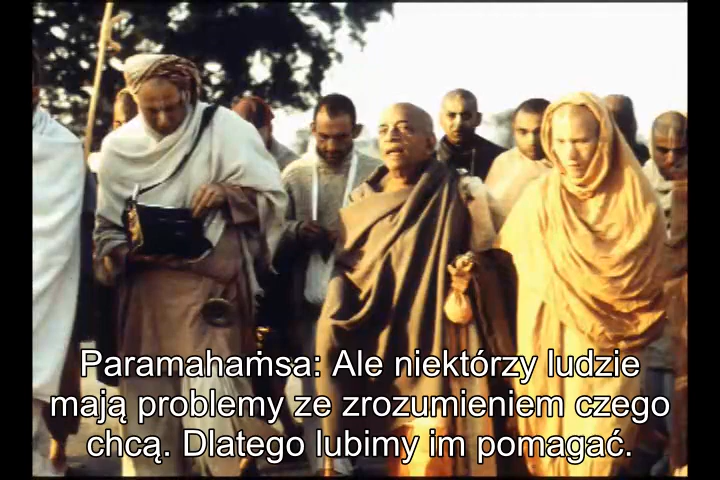 Paramahaṁsa: Ale niektórzy ludzie
mają problemy ze zrozumieniem czego
chcą. Dlatego lubimy im pomagać.